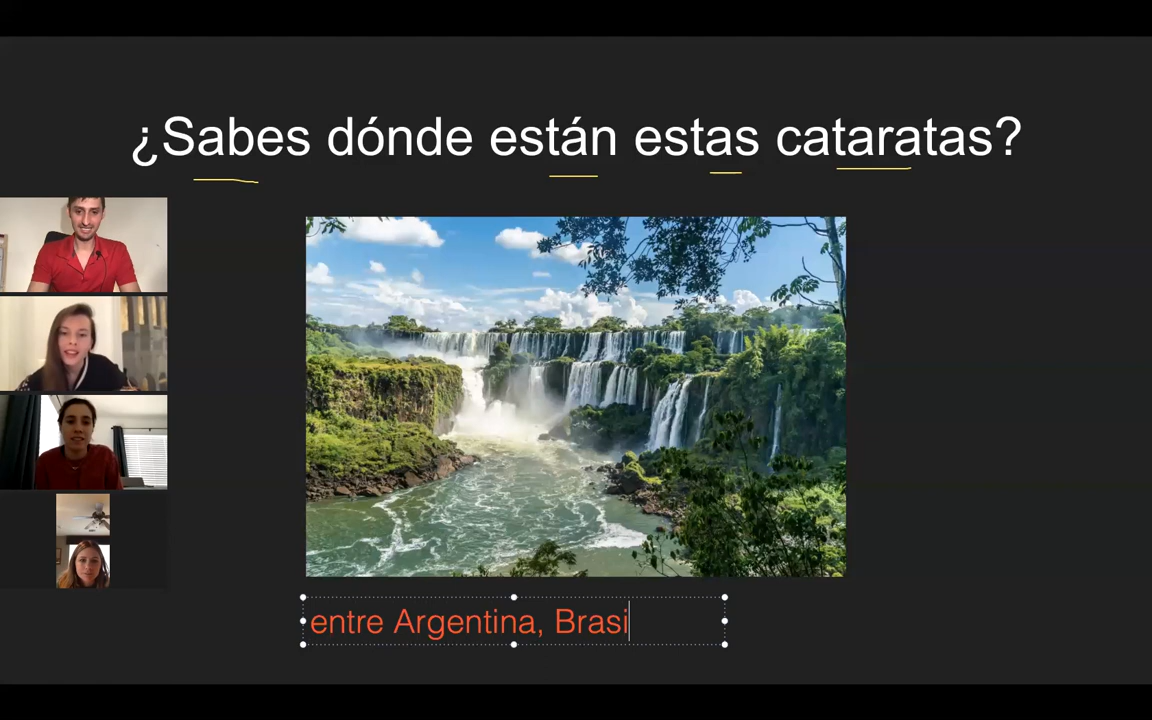 ¿Sabes dónde están estas cataratas?
entre Argentina, Brasi